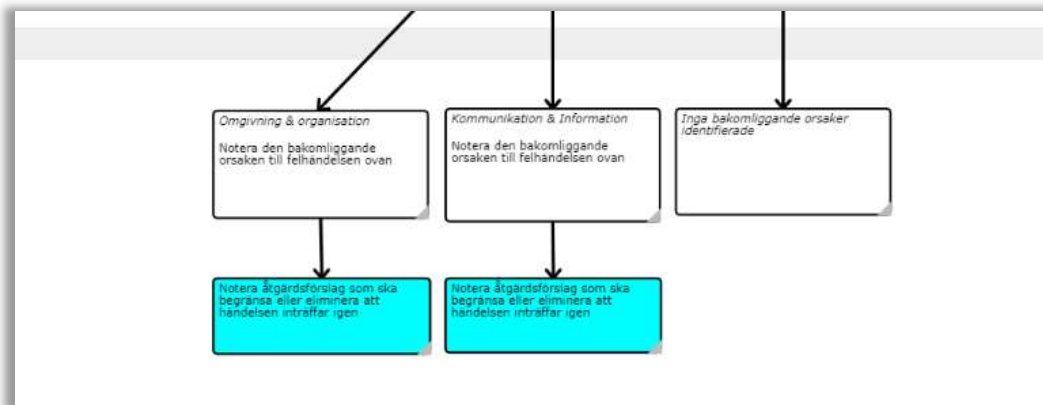 Omgivning & organisation
Notera den bakomliggande
orsaken till felhändelsen ovan
Kommunikation & Information
Notera den bakomliggande
orsaken till felhändelsen ovan
Inga bakomliggande orsaker
identifierade
Notera åtgärdsförslag som ska
begränsa eller eliminera att
händelsen inträffar igen
Notera åtgärdsförslag som ska
begränsa eller eliminera att
händelsen inträffar igen